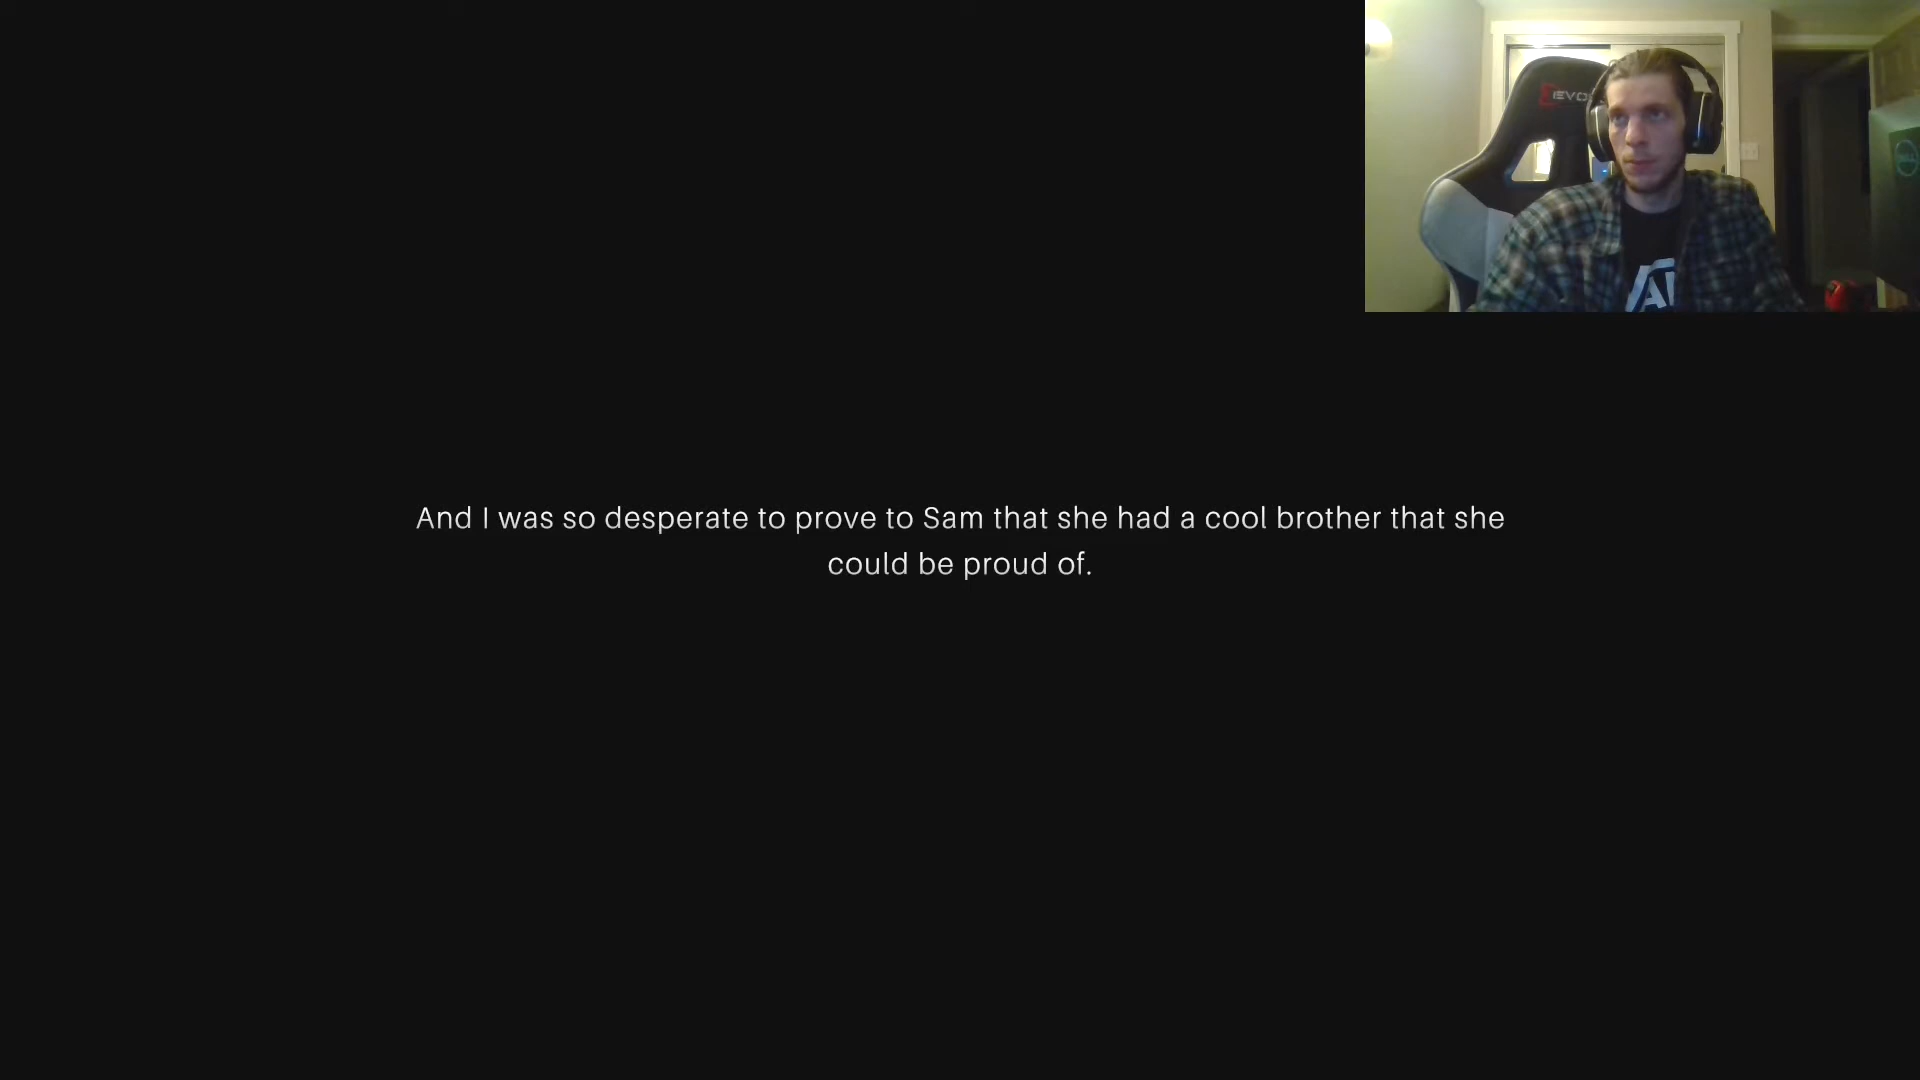 And I was so desperate to prove to Sam that she had a cool brother that she
could be proud of.
DELL